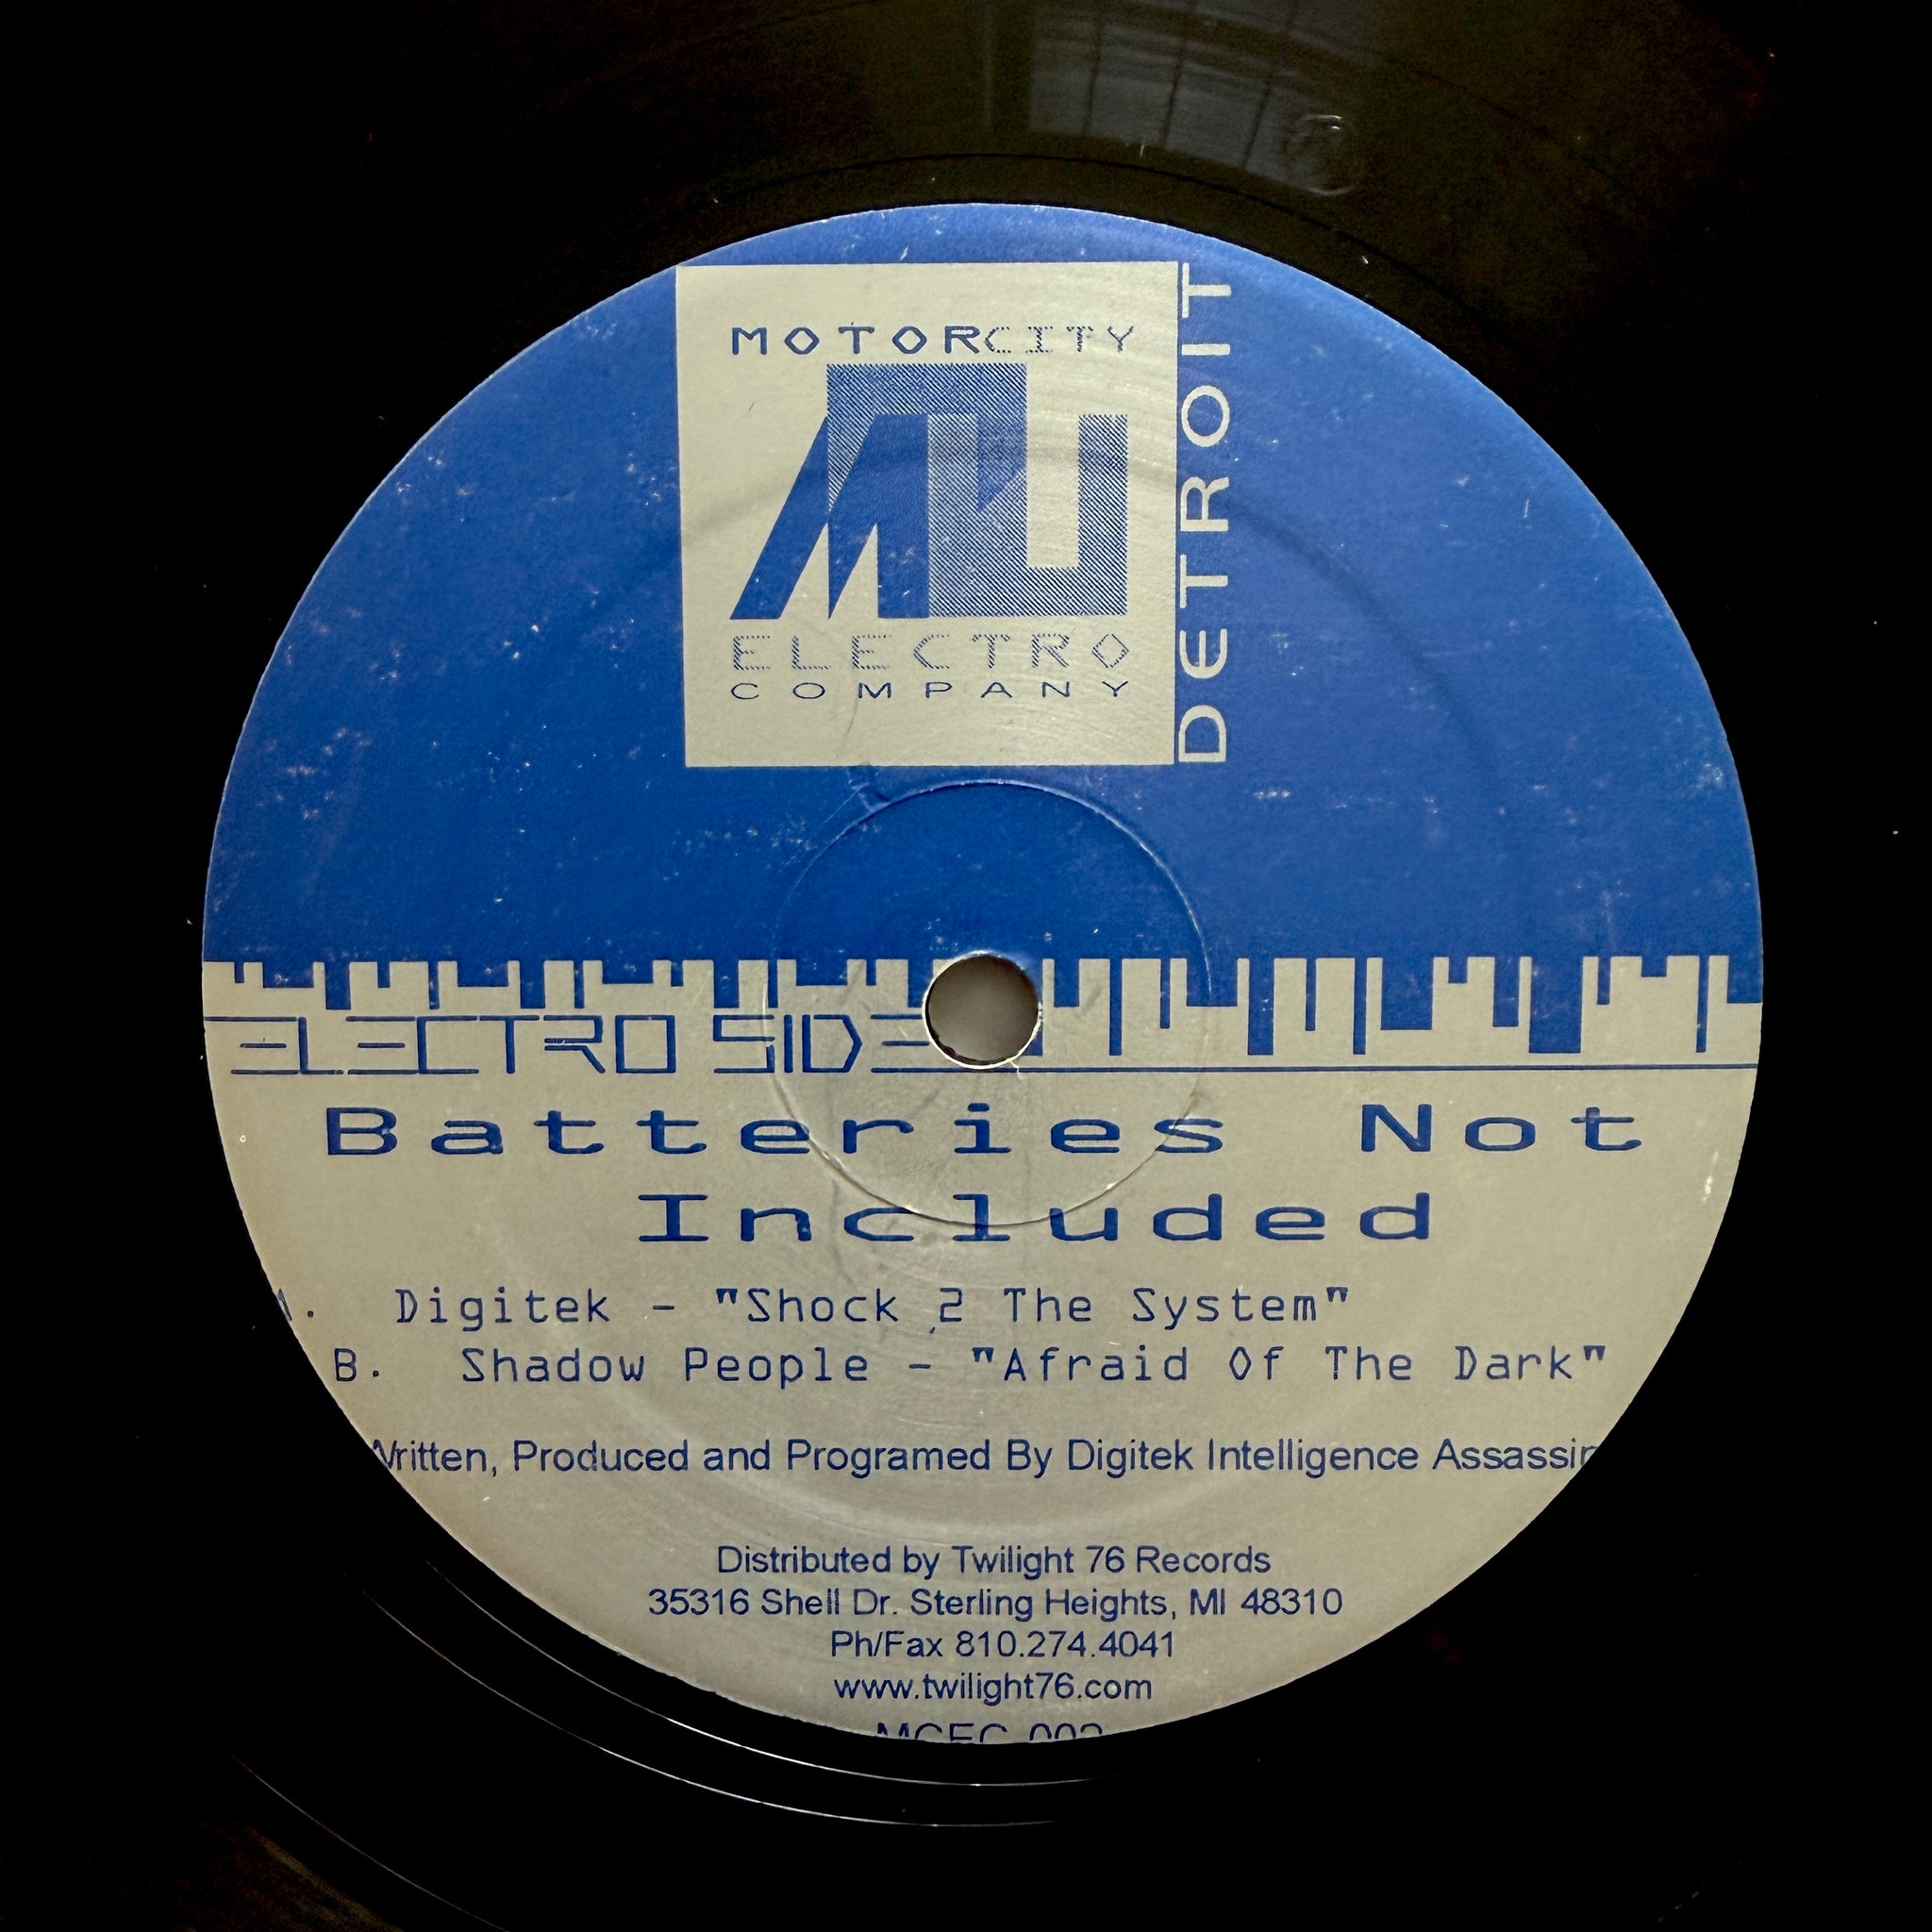 MOTORCITY
ELECTRO
COMPANY
DETROIT
ELECTRO SIDE
Batteries Not
Included
A. Digitek - "Shock 2 The System"
B. Shadow People - "Afraid Of The Dark"
Written, Produced and Programed By Digitek Intelligence
Distributed by Twilight 76 Records
35316 Shell Dr. Sterling Heights, MI 48310
Ph/Fax 810.274.4041
www.twilight76.com
MCEC